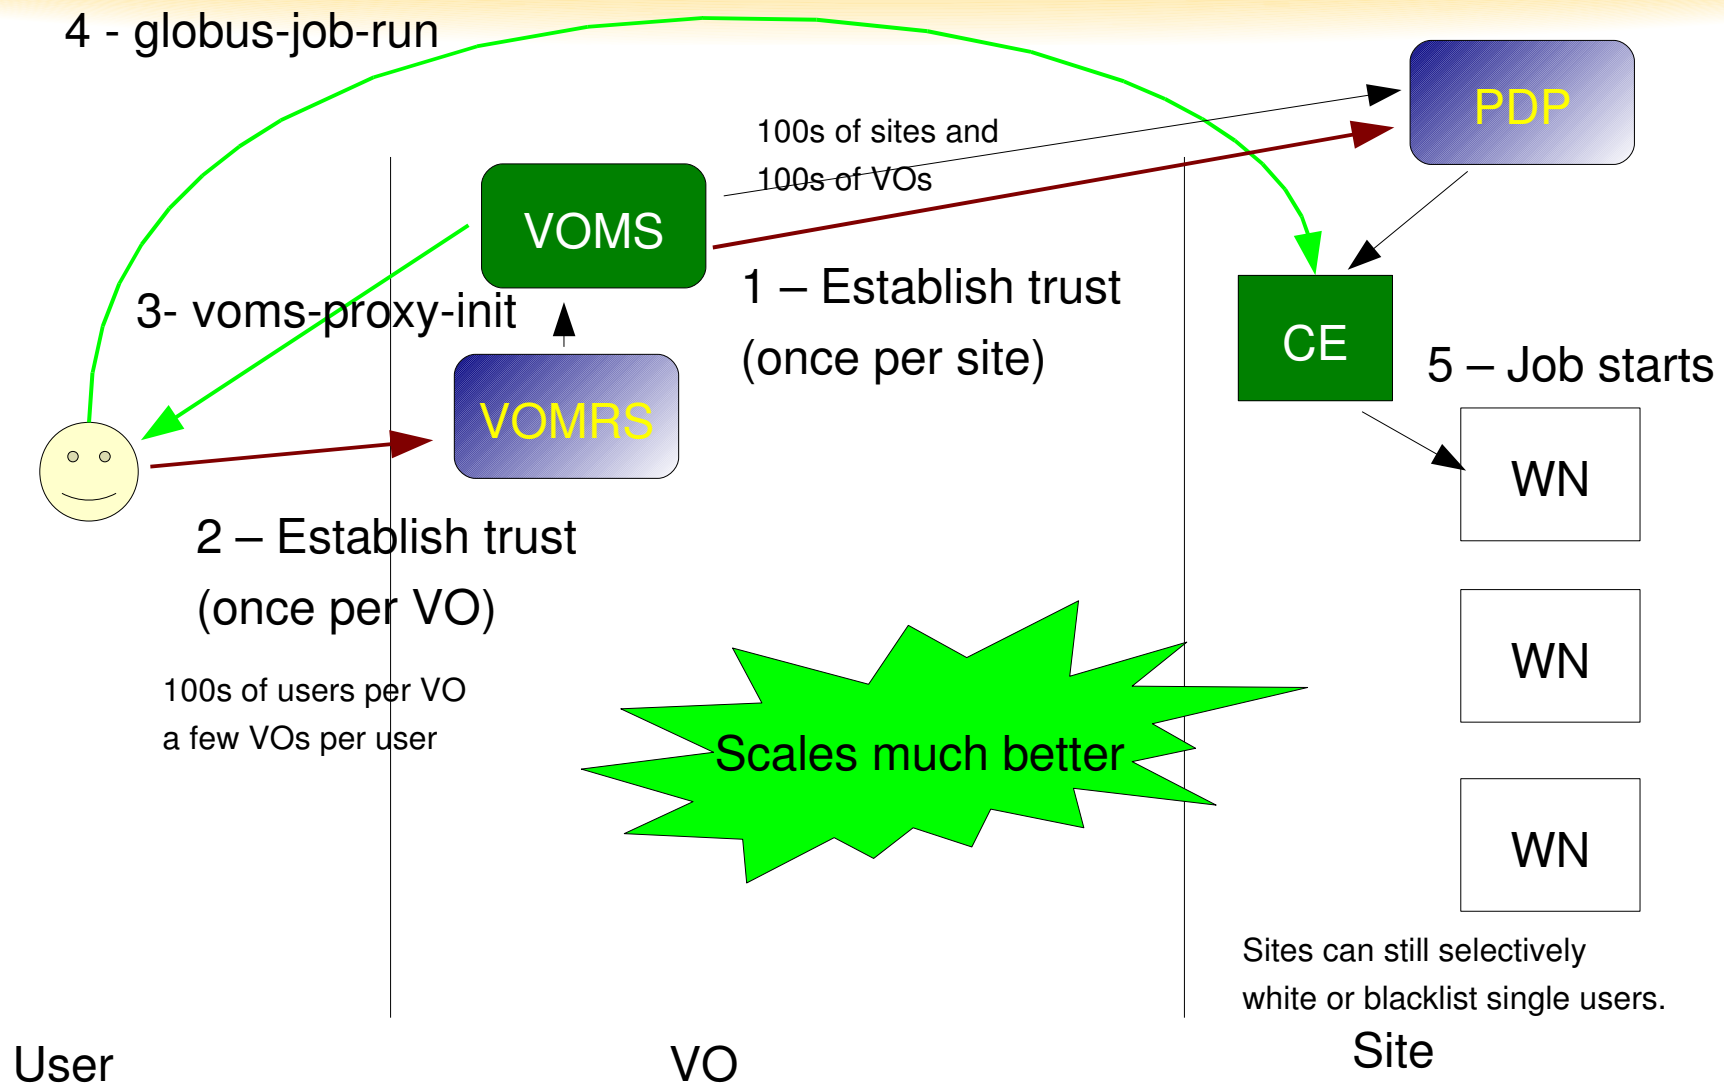 4 - globus-job-run
PDP
100s of sites and
100s of VOs
VOMS
1 – Establish trust
(once per site)
3- voms-proxy-init
CE
5 – Job starts
VOMRS
WN
2 – Establish trust
(once per VO)
WN
100s of users per VO
a few VOs per user
Scales much better
WN
Sites can still selectively
white or blacklist single users.
User
VO
Site